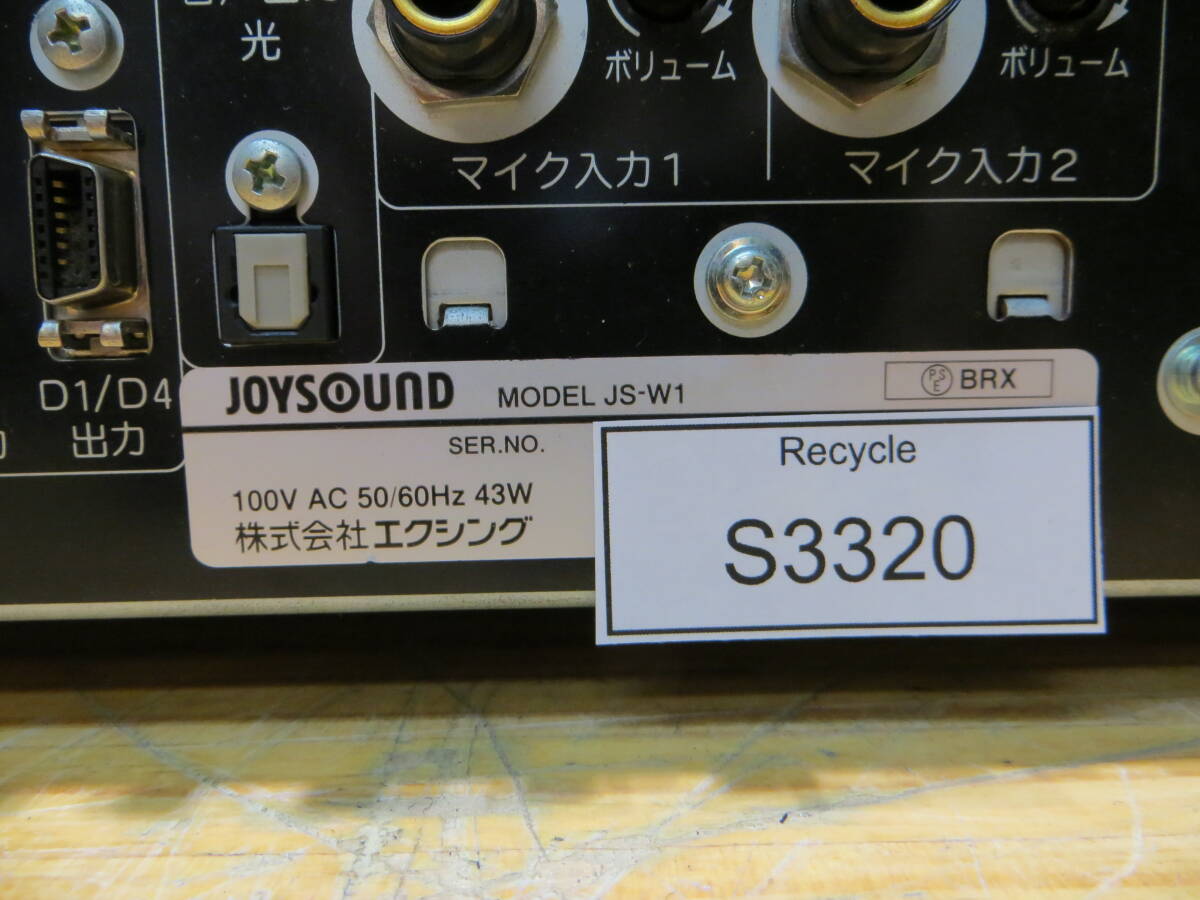 光
ボリューム
ボリューム
マイク入力1
マイク入力2
D1/D4
出力
JOYSOUND MODEL JS-W1
PSE BRX
SER.NO.
100V AC 50/60Hz 43W
株式会社エクシング
Recycle
S3320